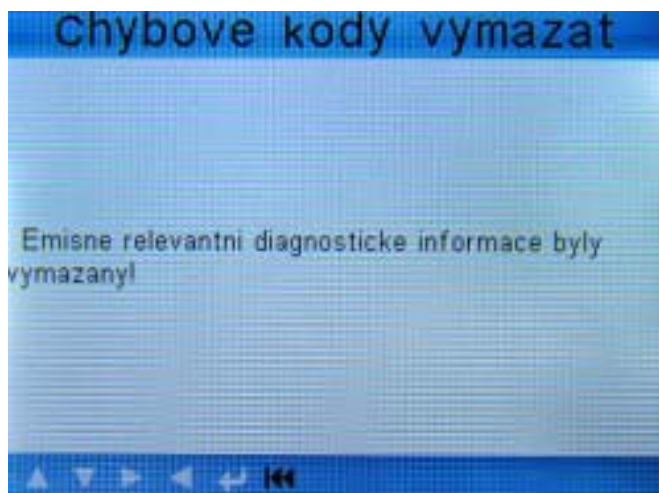 Chybove kody vymazat
Emisne relevantni diagnosticke informace byly
vymazany!